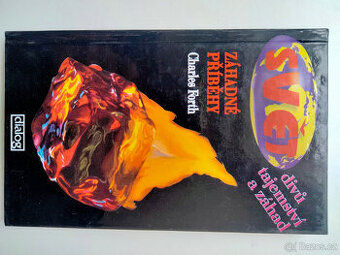 SVĚT
divů
tajemství
a záhad
ZÁHADNÉ
PŘÍBĚHY
Charles Forth
dialog
Bazos.cz